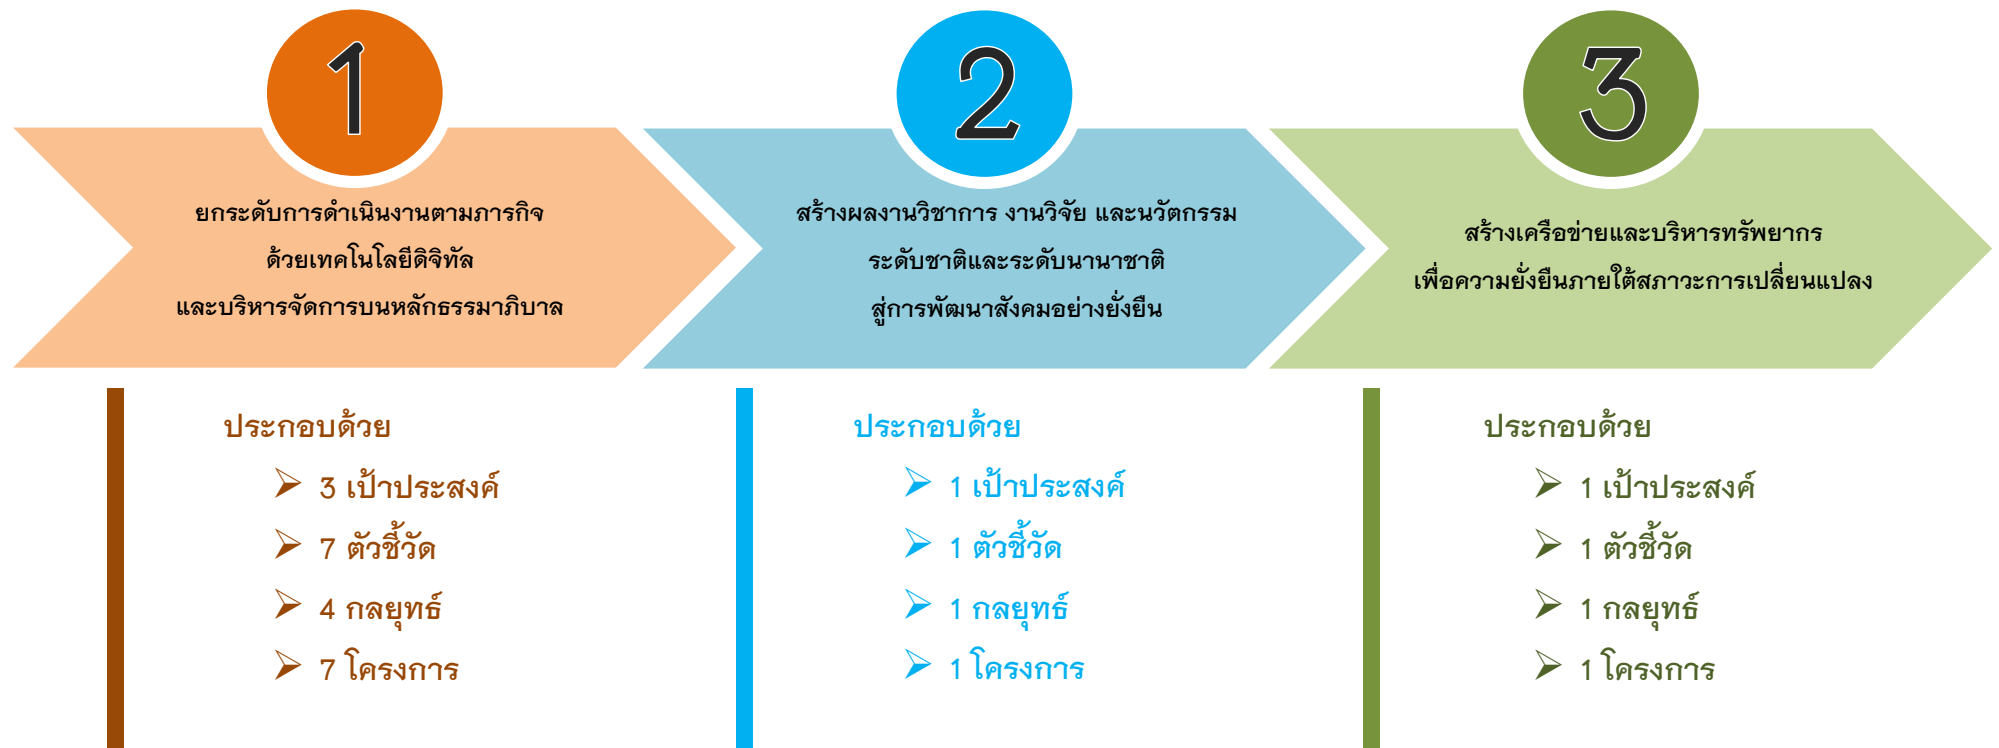 1
ยกระดับการดำเนินงานตามภารกิจ
ด้วยเทคโนโลยีดิจิทัล
และบริหารจัดการบนหลักธรรมาภิบาล
ประกอบด้วย
3 เป้าประสงค์
7 ตัวชี้วัด
4 กลยุทธ์
7 โครงการ
2
สร้างผลงานวิชาการ งานวิจัย และนวัตกรรม
ระดับชาติและระดับนานาชาติ
สู่การพัฒนาสังคมอย่างยั่งยืน
ประกอบด้วย
1 เป้าประสงค์
1 ตัวชี้วัด
1 กลยุทธ์
1 โครงการ
3
สร้างเครือข่ายและบริหารทรัพยากร
เพื่อความยั่งยืนภายใต้สภาวะการเปลี่ยนแปลง
ประกอบด้วย
1 เป้าประสงค์
1 ตัวชี้วัด
1 กลยุทธ์
1 โครงการ